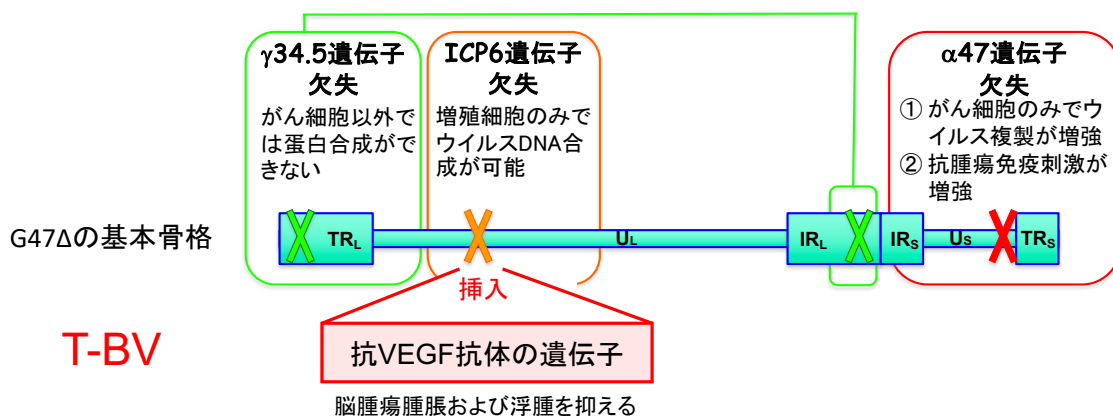 γ34.5遺伝子
欠失
がん細胞以外で
は蛋白合成がで
きない
ICP6遺伝子
欠失
増殖細胞のみで
ウイルスDNA合
成が可能
α47遺伝子
欠失
① がん細胞のみでウ
イルス複製が増強
② 抗腫瘍免疫刺激が
増強
G47Δの基本骨格
TRL
UL
IRL
IRS
US
TRS
挿入
T-BV
抗VEGF抗体の遺伝子
脳腫瘍腫脹および浮腫を抑える